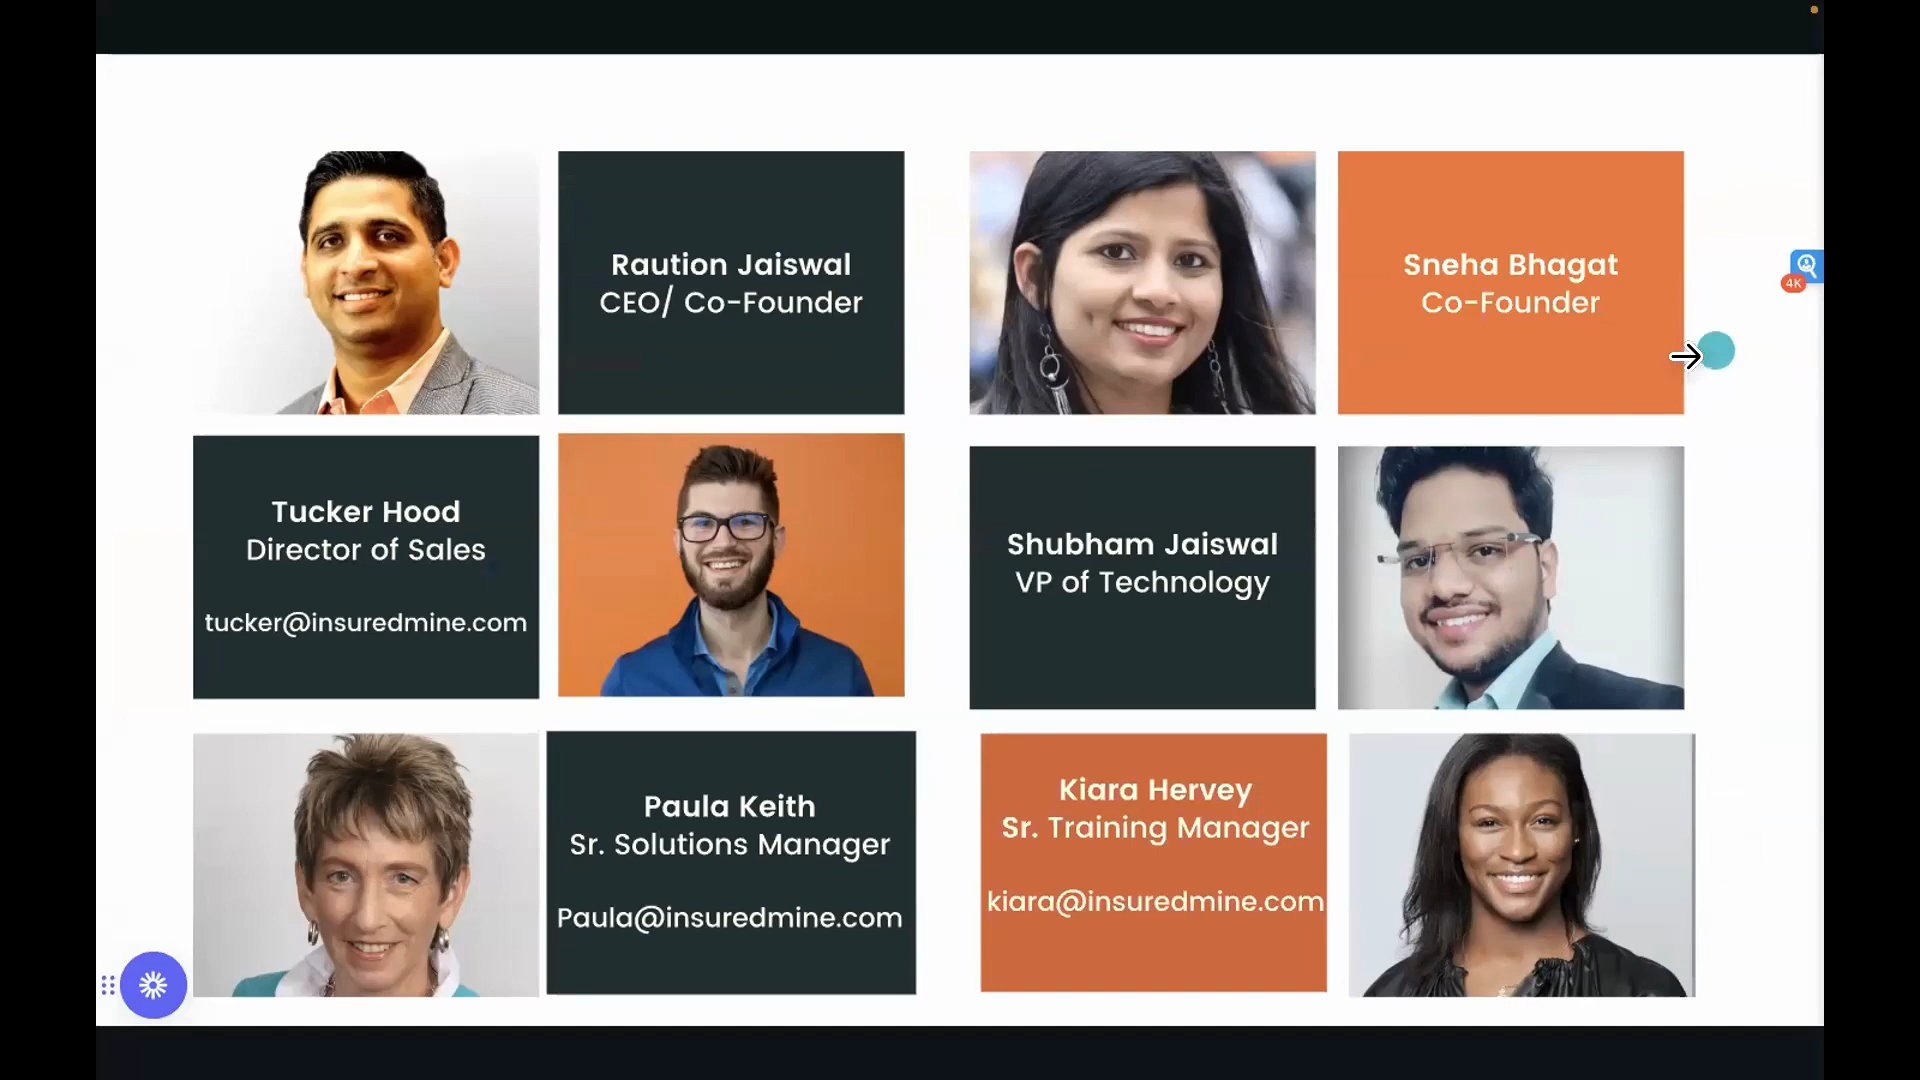 Raution Jaiswal
CEO/ Co-Founder
Sneha Bhagat
Co-Founder
4K
Tucker Hood
Director of Sales
tucker@insuredmine.com
Shubham Jaiswal
VP of Technology
Paula Keith
Sr. Solutions Manager
Paula@insuredmine.com
Kiara Hervey
Sr. Training Manager
kiara@insuredmine.com